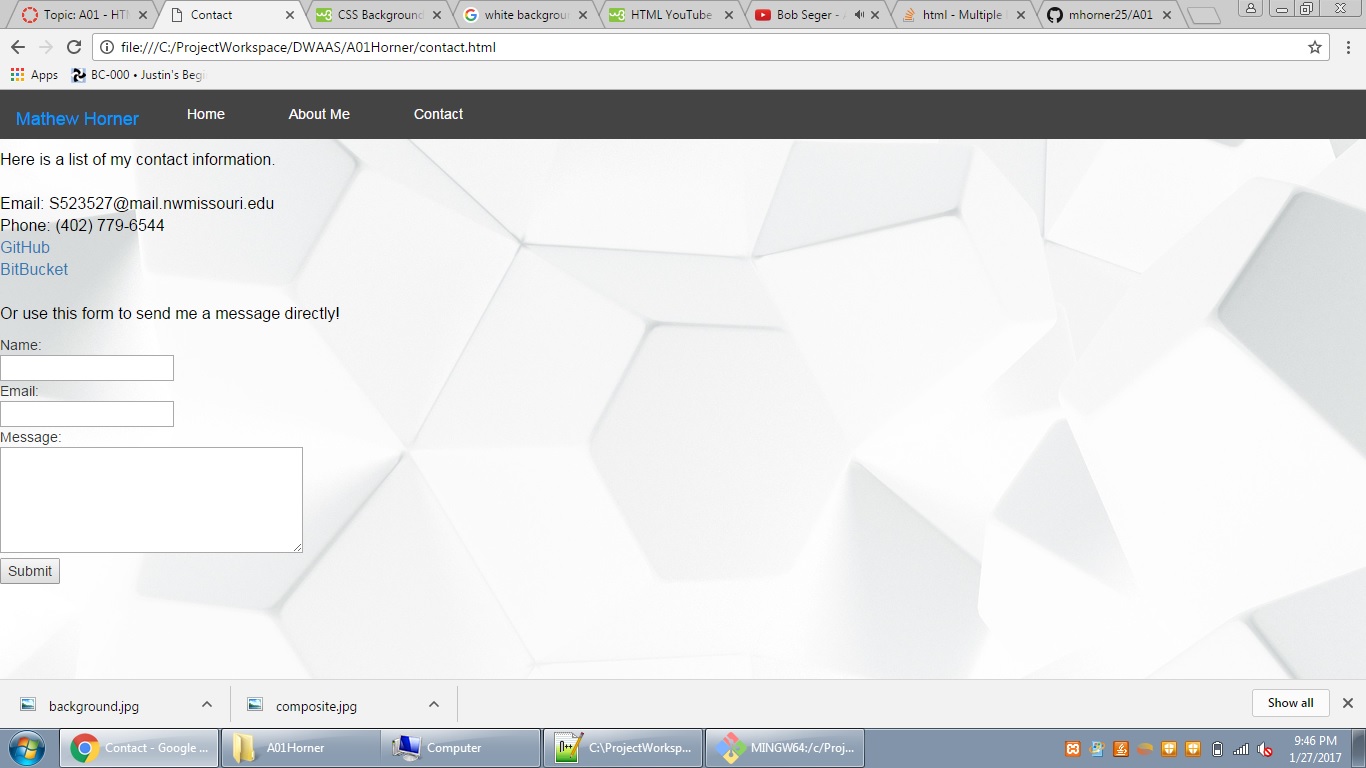 Topic: A01 - HT
Contact
CSS Background
white backgroun
HTML YouTube
Bob Seger -
html - Multiple
mhorner25/A01
file:///C:/ProjectWorkspace/DWAAS/A01Horner/contact.html
Apps
BC-000 • Justin's Beg
Mathew Horner
Home
About Me
Contact
Here is a list of my contact information.
Email: S523527@mail.nwmissouri.edu
Phone: (402) 779-6544
GitHub
BitBucket
Or use this form to send me a message directly!
Name:
Email:
Message:
Submit
background.jpg
composite.jpg
Show all
Contact - Google ...
A01Horner
Computer
C:\ProjectWorksp...
MINGW64:/c/Proj...
9:46 PM
1/27/2017